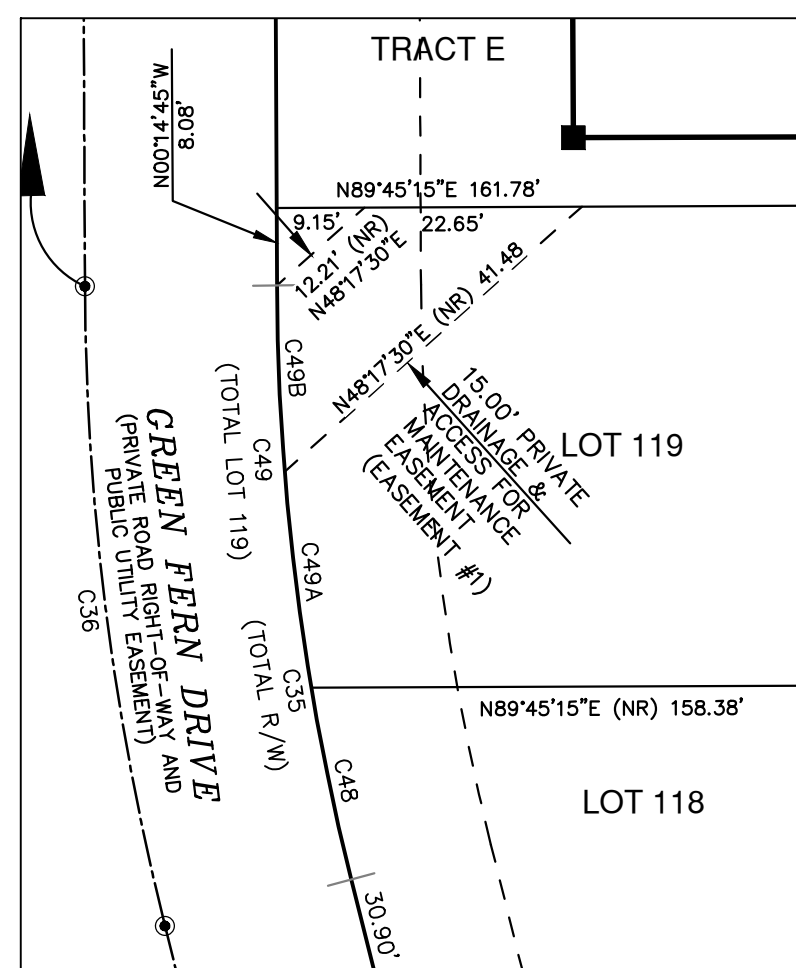 TRACT E
N00°14'45"W
8.08'
N89°45'15"E 161.78'
9.15'
22.65'
12.21' (NR)
N48°17'30"E
N48°17'30"E (NR) 41.48
C49B
C49
(TOTAL LOT 119)
15.00' PRIVATE
DRAINAGE &
ACCESS FOR
MAINTENANCE
EASEMENT
(EASEMENT #1)
LOT 119
GREEN FERN DRIVE
(PRIVATE ROAD RIGHT-OF-WAY AND
PUBLIC UTILITY EASEMENT)
C36
C49A
C35
(TOTAL R/W)
N89°45'15"E (NR) 158.38'
C48
LOT 118
30.90'